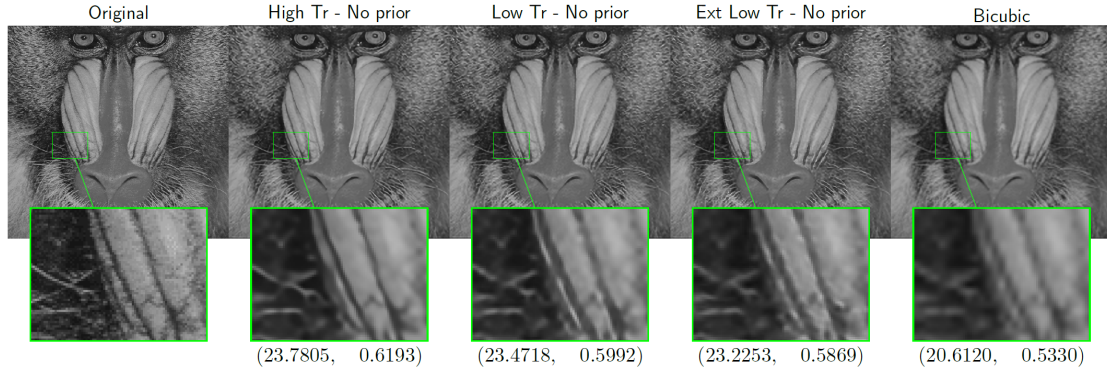 Original High Tr - No prior Low Tr - No prior Ext Low Tr - No prior Bicubic
(23.7805, 0.6193) (23.4718, 0.5992) (23.2253, 0.5869) (20.6120, 0.5330)